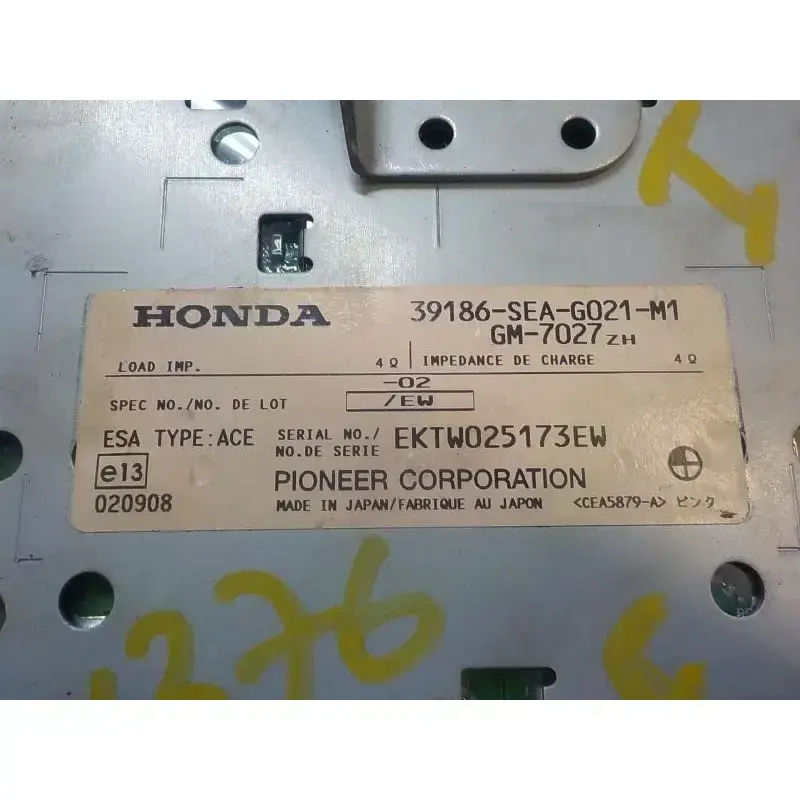 HONDA 39186-SEA-G021-M1
GM-7027ZH
LOAD IMP. 4Ω IMPEDANCE DE CHARGE 4Ω
-02
SPEC NO./NO. DE LOT /EW
ESA TYPE:ACE SERIAL NO./ EKTW025173EW
NO.DE SERIE
e13 PIONEER CORPORATION
020908 MADE IN JAPAN/FABRIQUE AU JAPON <CEA5879-A> ピンク
1376